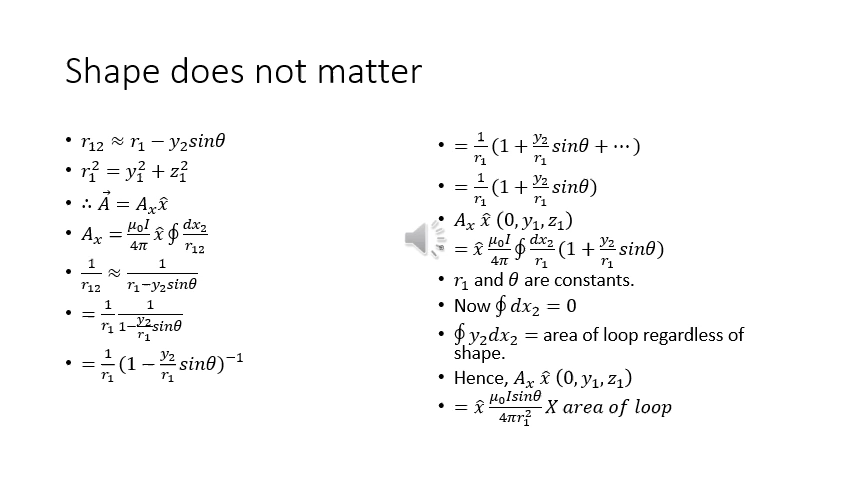 Shape does not matter
• r₁₂ ≈ r₁ − y₂sinθ
• r₁² = y₁² + z₁²
• ∴ A⃗ = Aₓx̂
• Aₓ = μ₀I/4π x̂ ∮ dx₂/r₁₂
• 1/r₁₂ ≈ 1/(r₁−y₂sinθ)
• = 1/r₁ 1/(1−y₂/r₁ sinθ)
• = 1/r₁ (1 − y₂/r₁ sinθ)⁻¹
• = 1/r₁ (1 + y₂/r₁ sinθ + ⋯)
• = 1/r₁ (1 + y₂/r₁ sinθ)
• Aₓ x̂ (0, y₁, z₁)
= x̂ μ₀I/4π ∮ dx₂/r₁ (1 + y₂/r₁ sinθ)
• r₁ and θ are constants.
• Now ∮ dx₂ = 0
• ∮ y₂dx₂ = area of loop regardless of
shape.
• Hence, Aₓ x̂ (0, y₁, z₁)
• = x̂ μ₀Isinθ/4πr₁² X area of loop